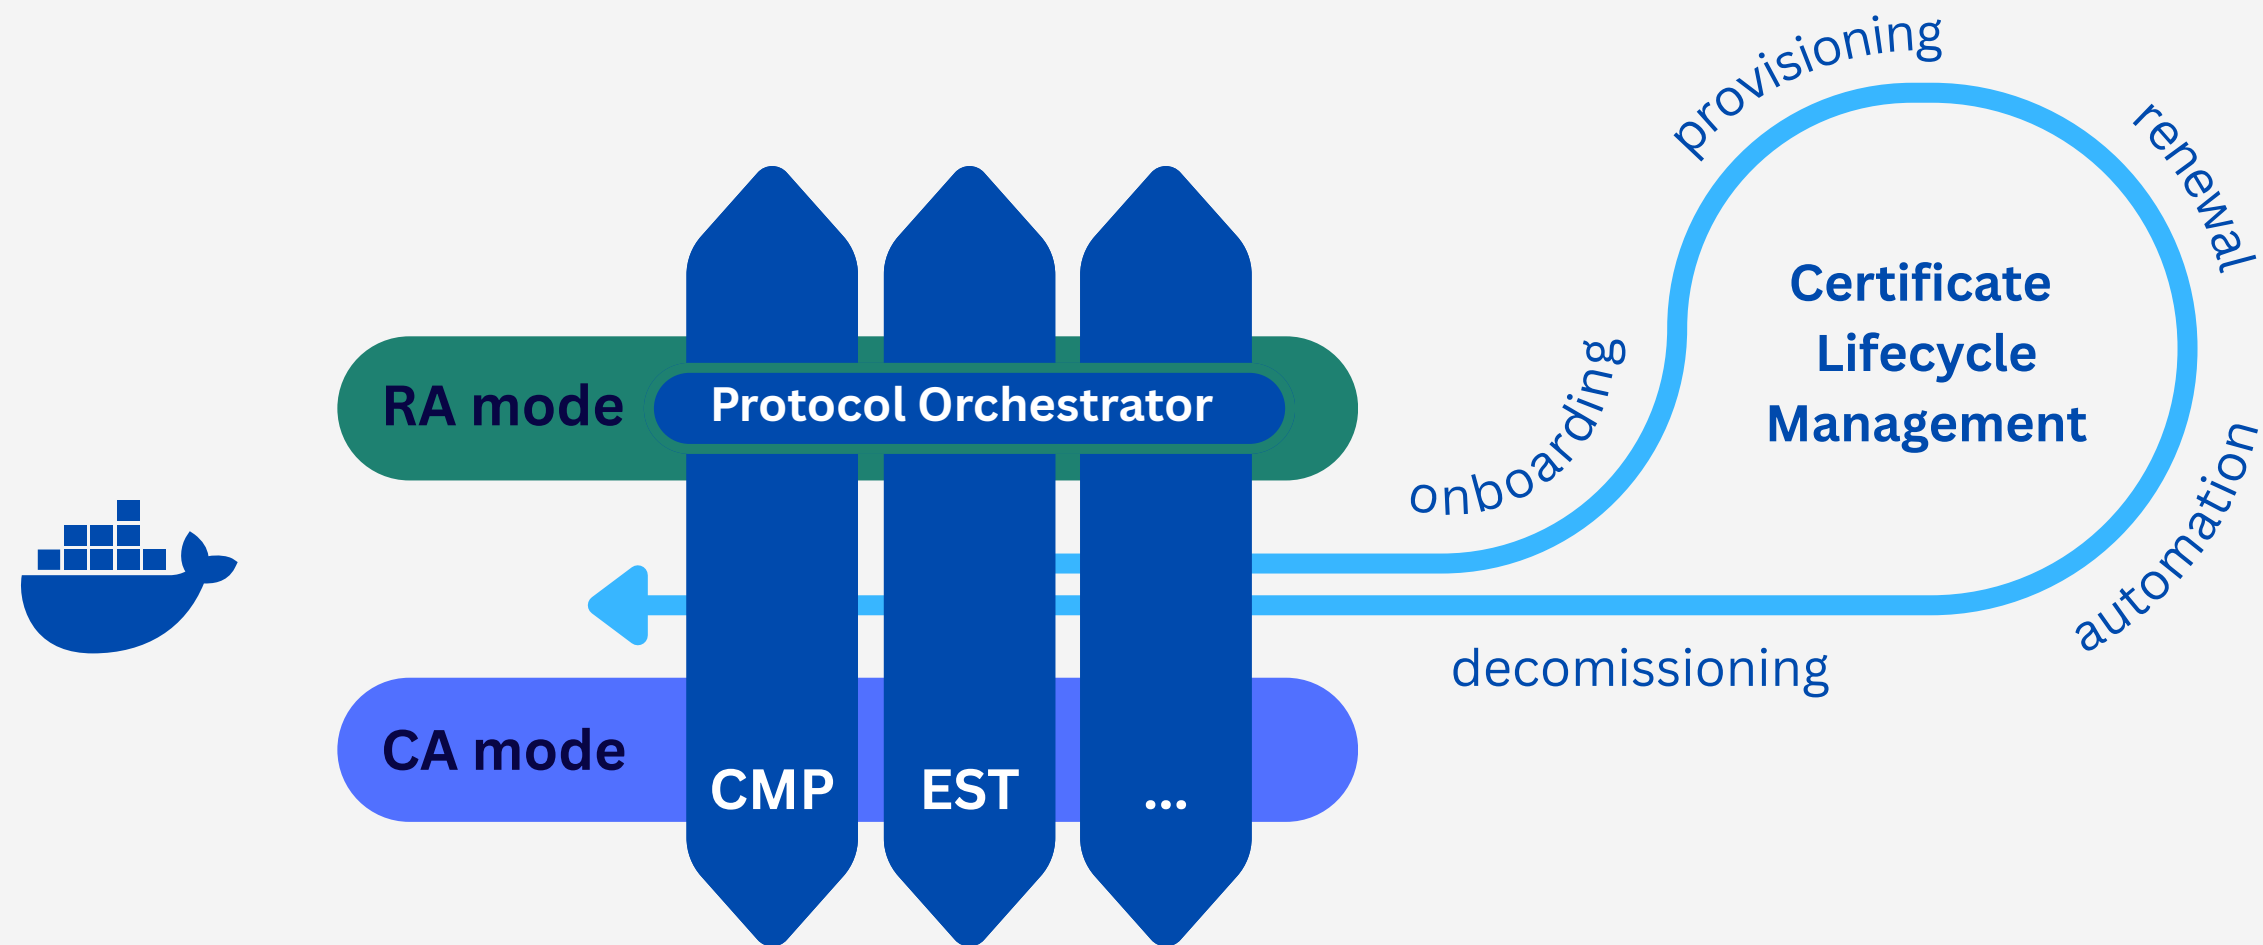 provisioning
renewal
Certificate
Lifecycle
Management
onboarding
automation
decomissioning
RA mode
Protocol Orchestrator
CA mode
CMP
EST
...